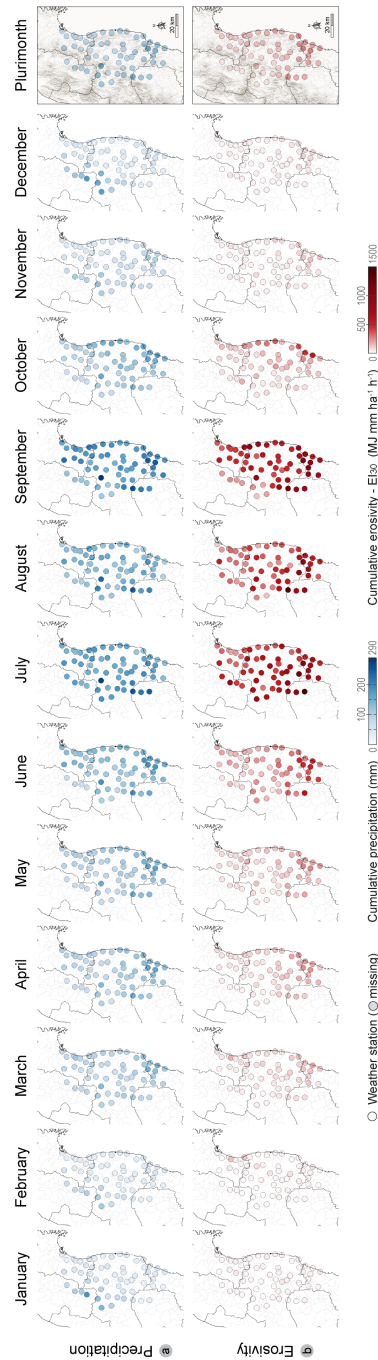 January February March April May June July August September October November December Plurimonth
a Precipitation
20 km
b Erosivity
20 km
Weather station ( missing) Cumulative precipitation (mm) 0 100 200 290 Cumulative erosivity - EI30 (MJ mm ha⁻¹ h⁻¹) 0 500 1000 1500